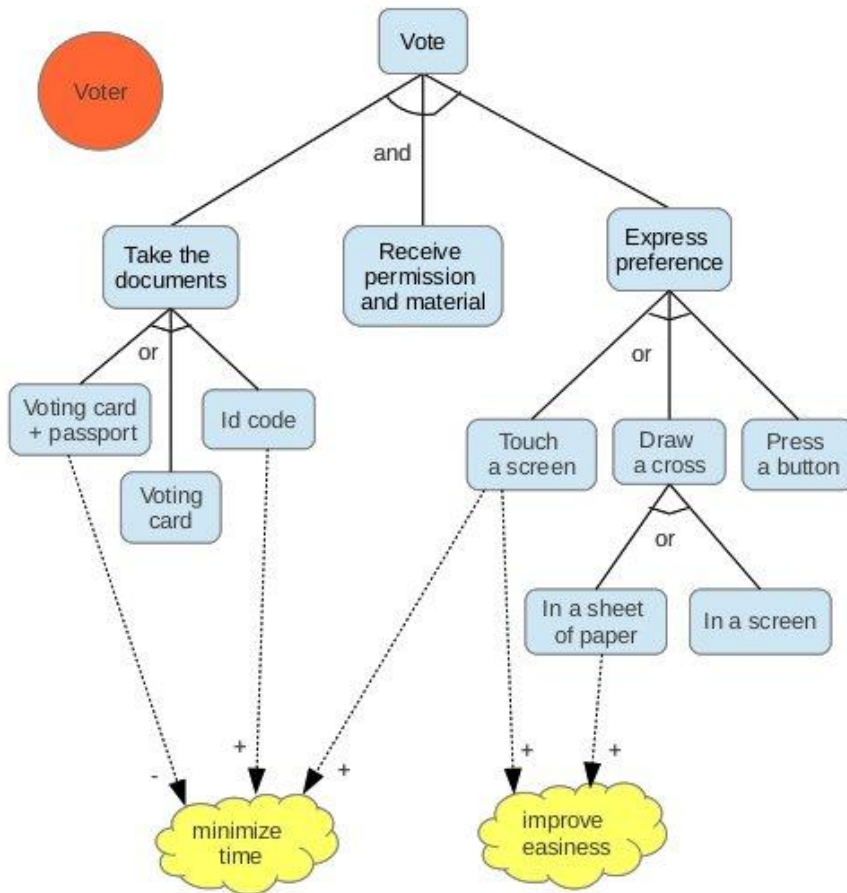 Vote
Voter
and
Take the
documents
Receive
permission
and material
Express
preference
or
or
Voting card
+ passport
Id code
Voting
card
Touch
a screen
Draw
a cross
Press
a button
or
In a sheet
of paper
In a screen
-
+
+
+
+
minimize
time
improve
easiness